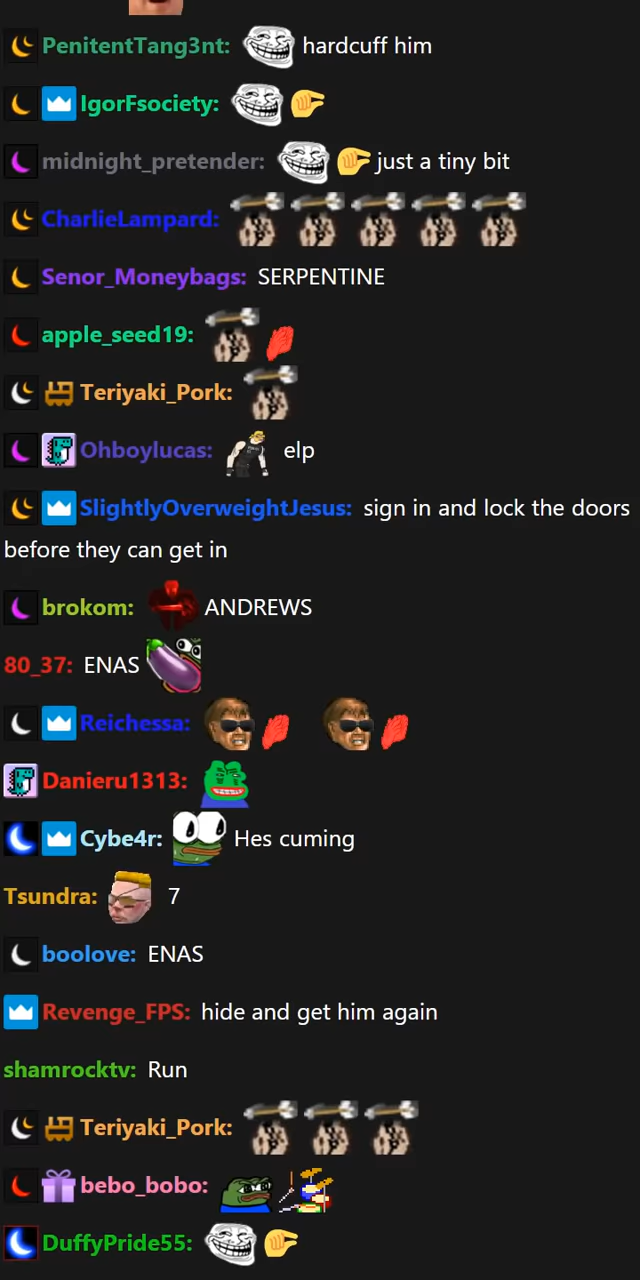 PenitentTang3nt: hardcuff him
IgorFsociety:
midnight_pretender: just a tiny bit
CharlieLampard:
Senor_Moneybags: SERPENTINE
apple_seed19:
Teriyaki_Pork:
Ohboylucas: elp
SlightlyOverweightJesus: sign in and lock the doors
before they can get in
brokom: ANDREWS
80_37: ENAS
Reichessa:
Danieru1313:
Cybe4r: Hes cuming
Tsundra: 7
boolove: ENAS
Revenge_FPS: hide and get him again
shamrocktv: Run
Teriyaki_Pork:
bebo_bobo:
DuffyPride55: